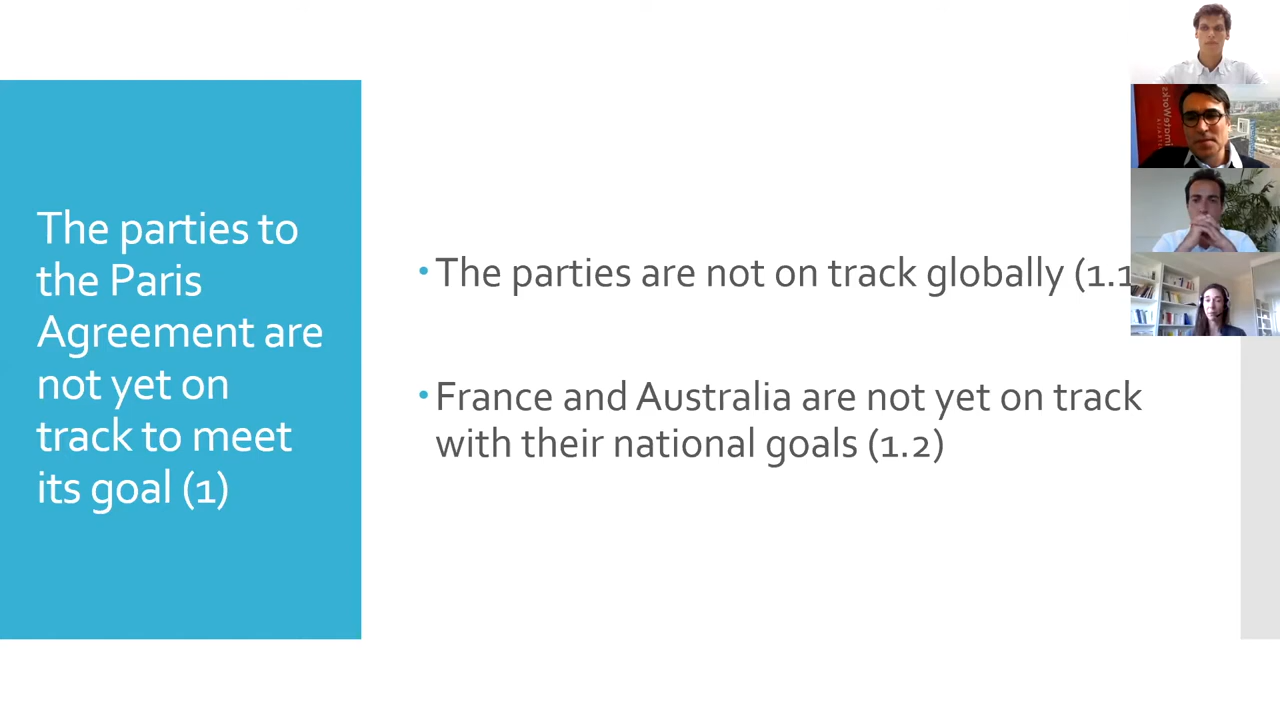 The parties to
the Paris
Agreement are
not yet on
track to meet
its goal (1)
• The parties are not on track globally (1.1
• France and Australia are not yet on track
with their national goals (1.2)